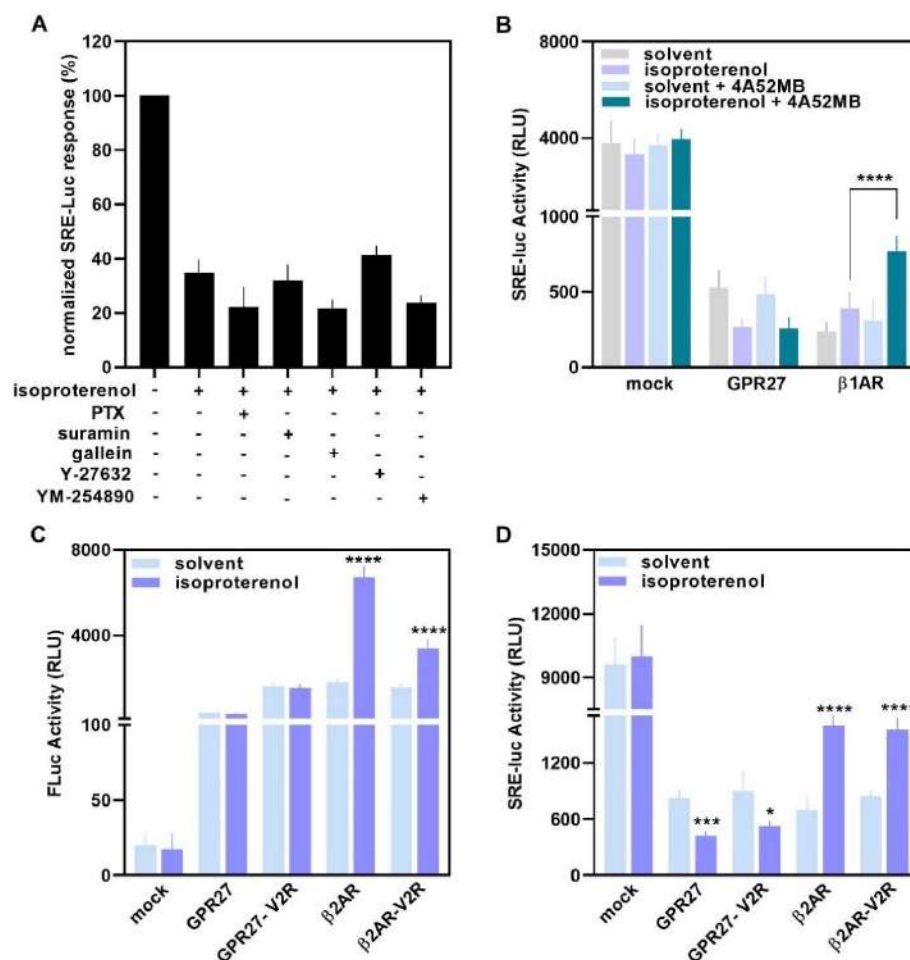 A
120
100
80
60
40
20
0
normalized SRE-Luc response (%)
isoproterenol - + + + + + +
PTX - - + - - - -
suramin - - - + - - -
gallein - - - - + - -
Y-27632 - - - - - + -
YM-254890 - - - - - - +
B
8000
4000
1000
500
0
SRE-luc Activity (RLU)
solvent
isoproterenol
solvent + 4A52MB
isoproterenol + 4A52MB
****
mock GPR27 β1AR
C
8000
4000
100
50
0
FLuc Activity (RLU)
solvent
isoproterenol
****
****
mock GPR27 GPR27- V2R β2AR β2AR-V2R
D
15000
12000
9000
1200
600
0
SRE-luc Activity (RLU)
solvent
isoproterenol
*** * **** ****
mock GPR27 GPR27- V2R β2AR β2AR-V2R